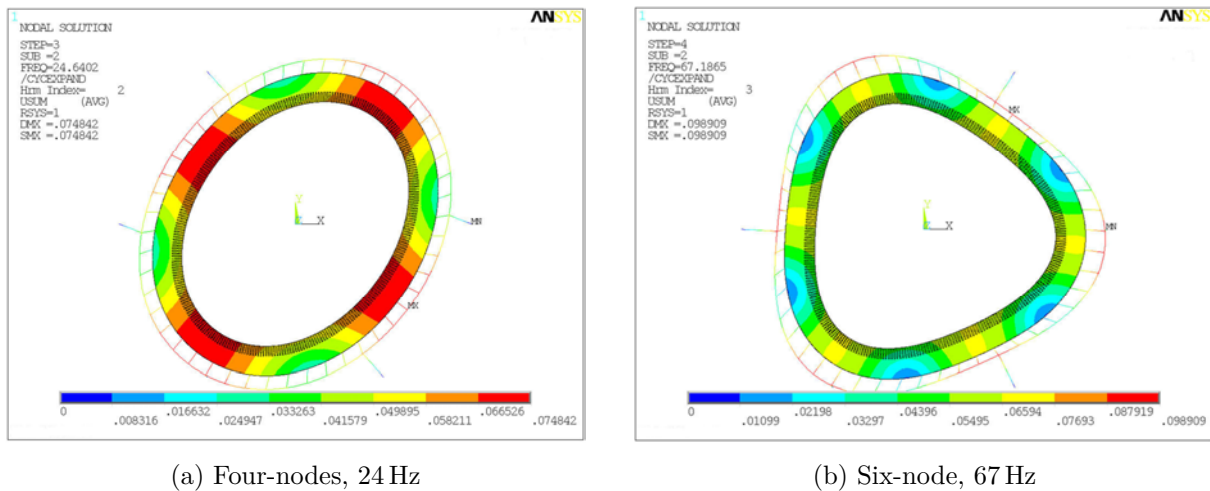 1
ANSYS
NODAL SOLUTION
STEP=3
SUB =2
FREQ=24.6402
/CYCEXPAND
Hrm Index= 2
USUM (AVG)
RSYS=1
DMX =.074842
SMX =.074842
Y
Z X
MN
MX
0 .016632 .033263 .049895 .066526
.008316 .024947 .041579 .058211 .074842
(a) Four-nodes, 24 Hz
1
ANSYS
NODAL SOLUTION
STEP=4
SUB =2
FREQ=67.1865
/CYCEXPAND
Hrm Index= 3
USUM (AVG)
RSYS=1
DMX =.098909
SMX =.098909
MX
Y
Z X
MN
0 .02198 .04396 .06594 .087919
.01099 .03297 .05495 .07693 .098909
(b) Six-node, 67 Hz